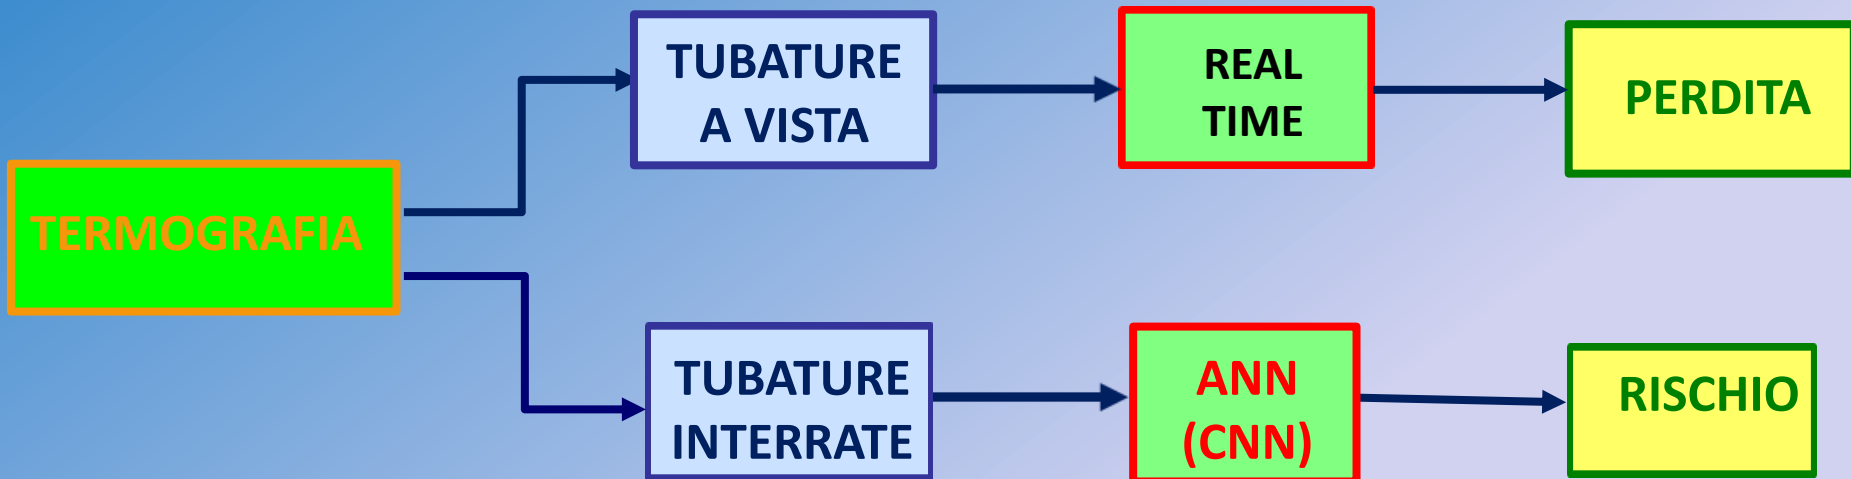 TERMOGRAFIA
TUBATURE
A VISTA
REAL
TIME
PERDITA
TUBATURE
INTERRATE
ANN
(CNN)
RISCHIO